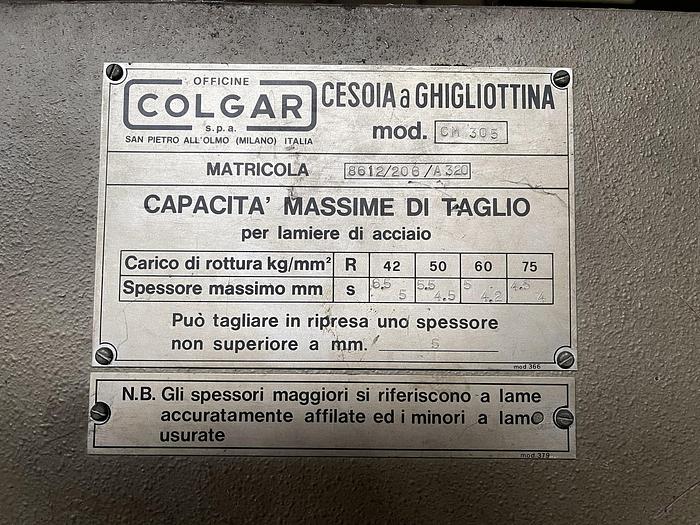 OFFICINE
COLGAR
s.p.a.
SAN PIETRO ALL'OLMO (MILANO) ITALIA
CESOIA a GHIGLIOTTINA
mod. CM 305
MATRICOLA 8612/206/A320
CAPACITA' MASSIME DI TAGLIO
per lamiere di acciaio
Carico di rottura kg/mm² R 42 50 60 75
Spessore massimo mm s 6.5 5 5.5 4.5 5 4.2 4.5 4
Può tagliare in ripresa uno spessore
non superiore a mm. 5
mod 366
N.B. Gli spessori maggiori si riferiscono a lame
accuratamente affilate ed i minori a lame
usurate
mod 379